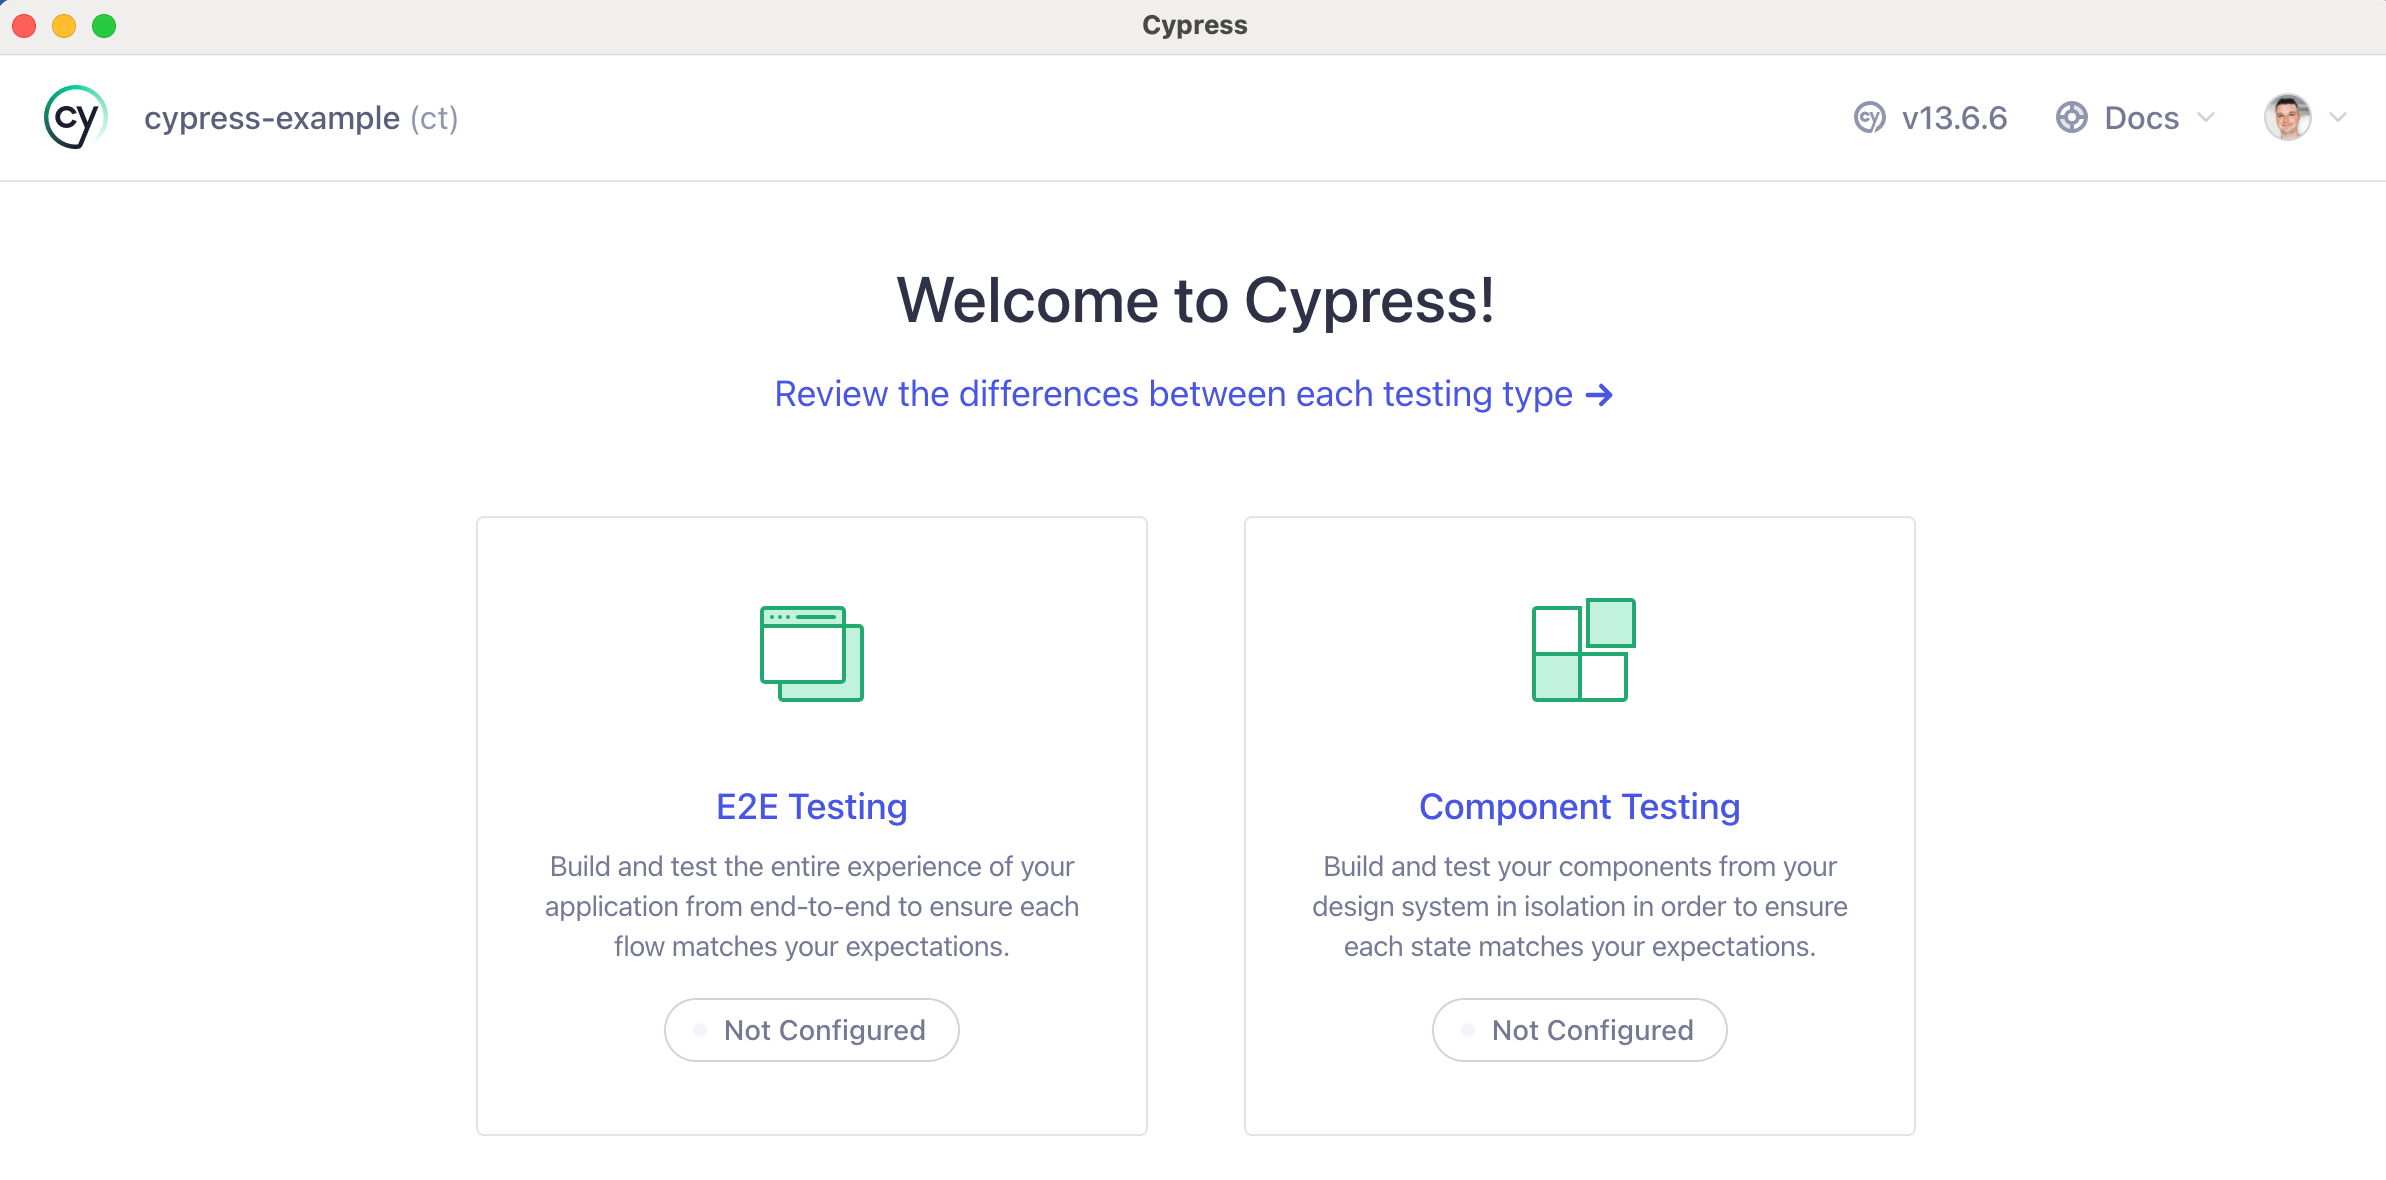 Cypress
cy cypress-example (ct) cy v13.6.6 Docs
Welcome to Cypress!
Review the differences between each testing type →
E2E Testing
Build and test the entire experience of your
application from end-to-end to ensure each
flow matches your expectations.
Not Configured
Component Testing
Build and test your components from your
design system in isolation in order to ensure
each state matches your expectations.
Not Configured